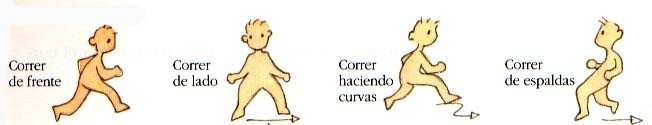 Correr
de frente
Correr
de lado
Correr
haciendo
curvas
Correr
de espaldas